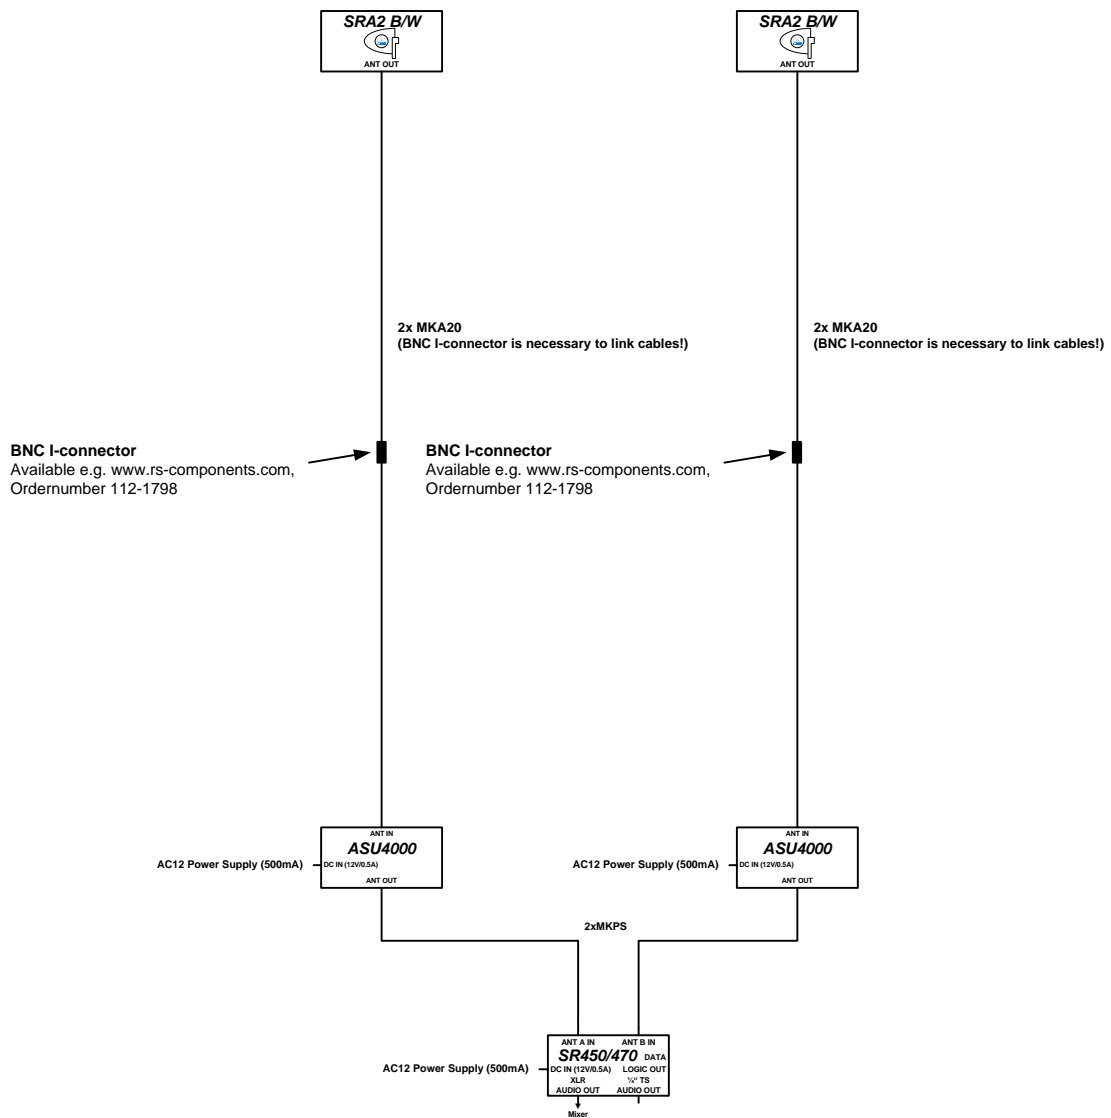 SRA2 B/W
ANT OUT
SRA2 B/W
ANT OUT
2x MKA20
(BNC I-connector is necessary to link cables!)
2x MKA20
(BNC I-connector is necessary to link cables!)
BNC I-connector
Available e.g. www.rs-components.com,
Ordernumber 112-1798
BNC I-connector
Available e.g. www.rs-components.com,
Ordernumber 112-1798
ANT IN
ASU4000
AC12 Power Supply (500mA)
DC IN (12V/0.5A)
ANT OUT
ANT IN
ASU4000
AC12 Power Supply (500mA)
DC IN (12V/0.5A)
ANT OUT
2xMKPS
ANT A IN ANT B IN
SR450/470 DATA
AC12 Power Supply (500mA)
DC IN (12V/0.5A) LOGIC OUT
XLR ¼" TS
AUDIO OUT AUDIO OUT
Mixer